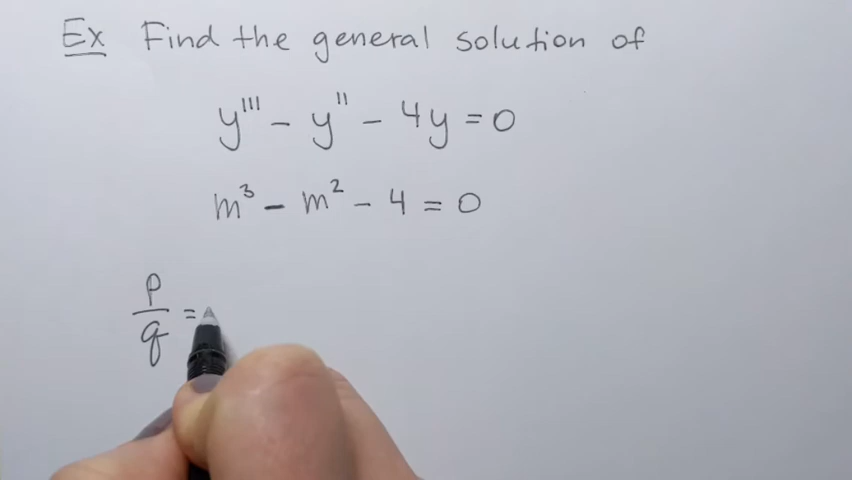 Ex Find the general solution of
y''' - y'' - 4y = 0
m³ - m² - 4 = 0
p/q =